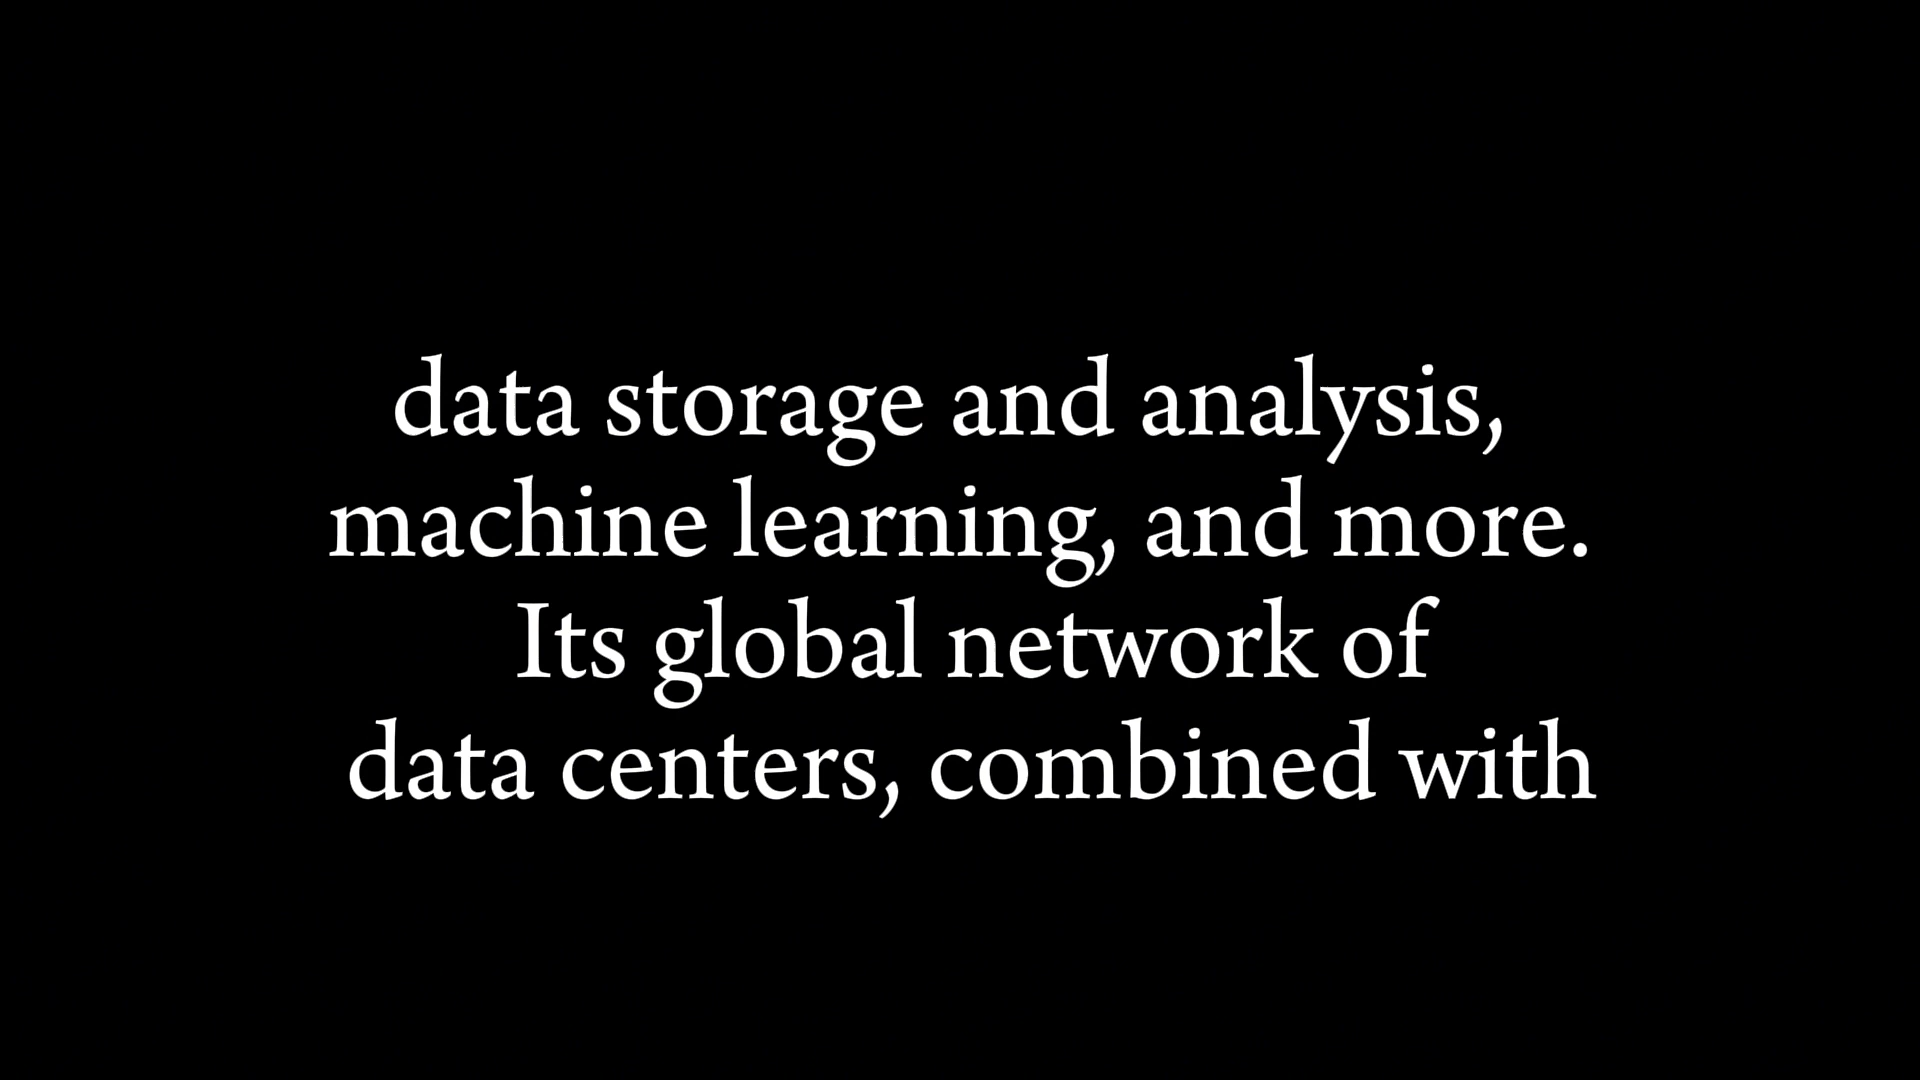 data storage and analysis,
machine learning, and more.
Its global network of
data centers, combined with